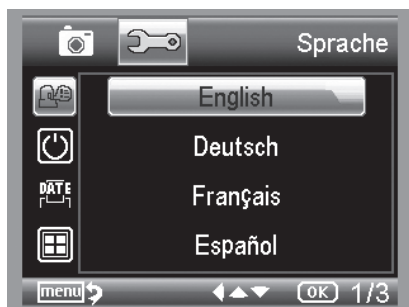 Sprache
English
Deutsch
DATE
Français
Español
menu OK 1/3